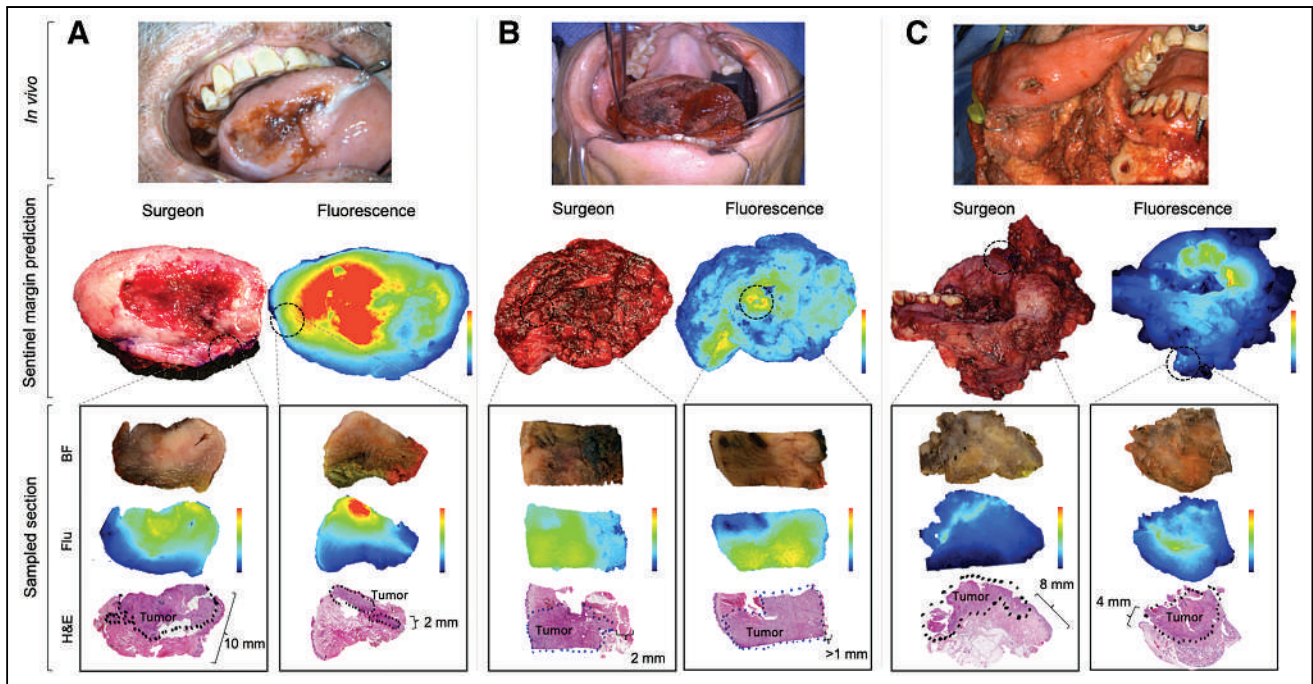 A
B
C
In vivo
Sentinel margin prediction
Surgeon
Fluorescence
Surgeon
Fluorescence
Surgeon
Fluorescence
Sampled section
BF
Flu
H&E
Tumor
10 mm
Tumor
2 mm
Tumor
2 mm
Tumor
>1 mm
Tumor
8 mm
Tumor
4 mm